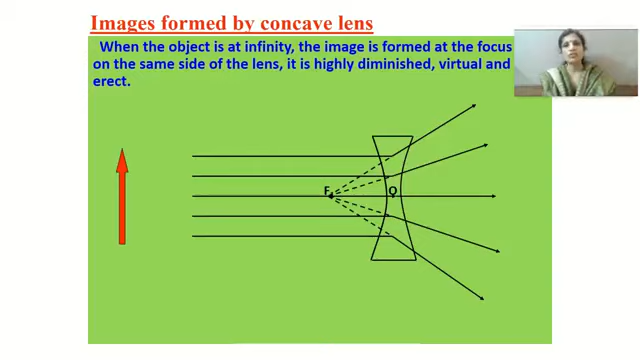 Images formed by concave lens
When the object is at infinity, the image is formed at the focus
on the same side of the lens, it is highly diminished, virtual and
erect.
F
O